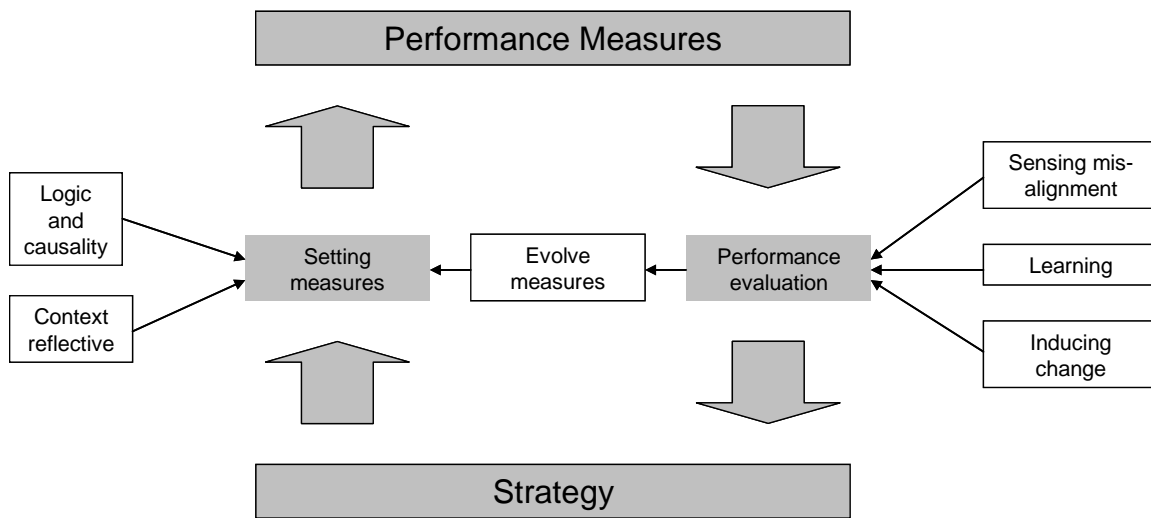 Performance Measures
Logic
and
causality
Context
reflective
Setting
measures
Evolve
measures
Performance
evaluation
Sensing mis-
alignment
Learning
Inducing
change
Strategy